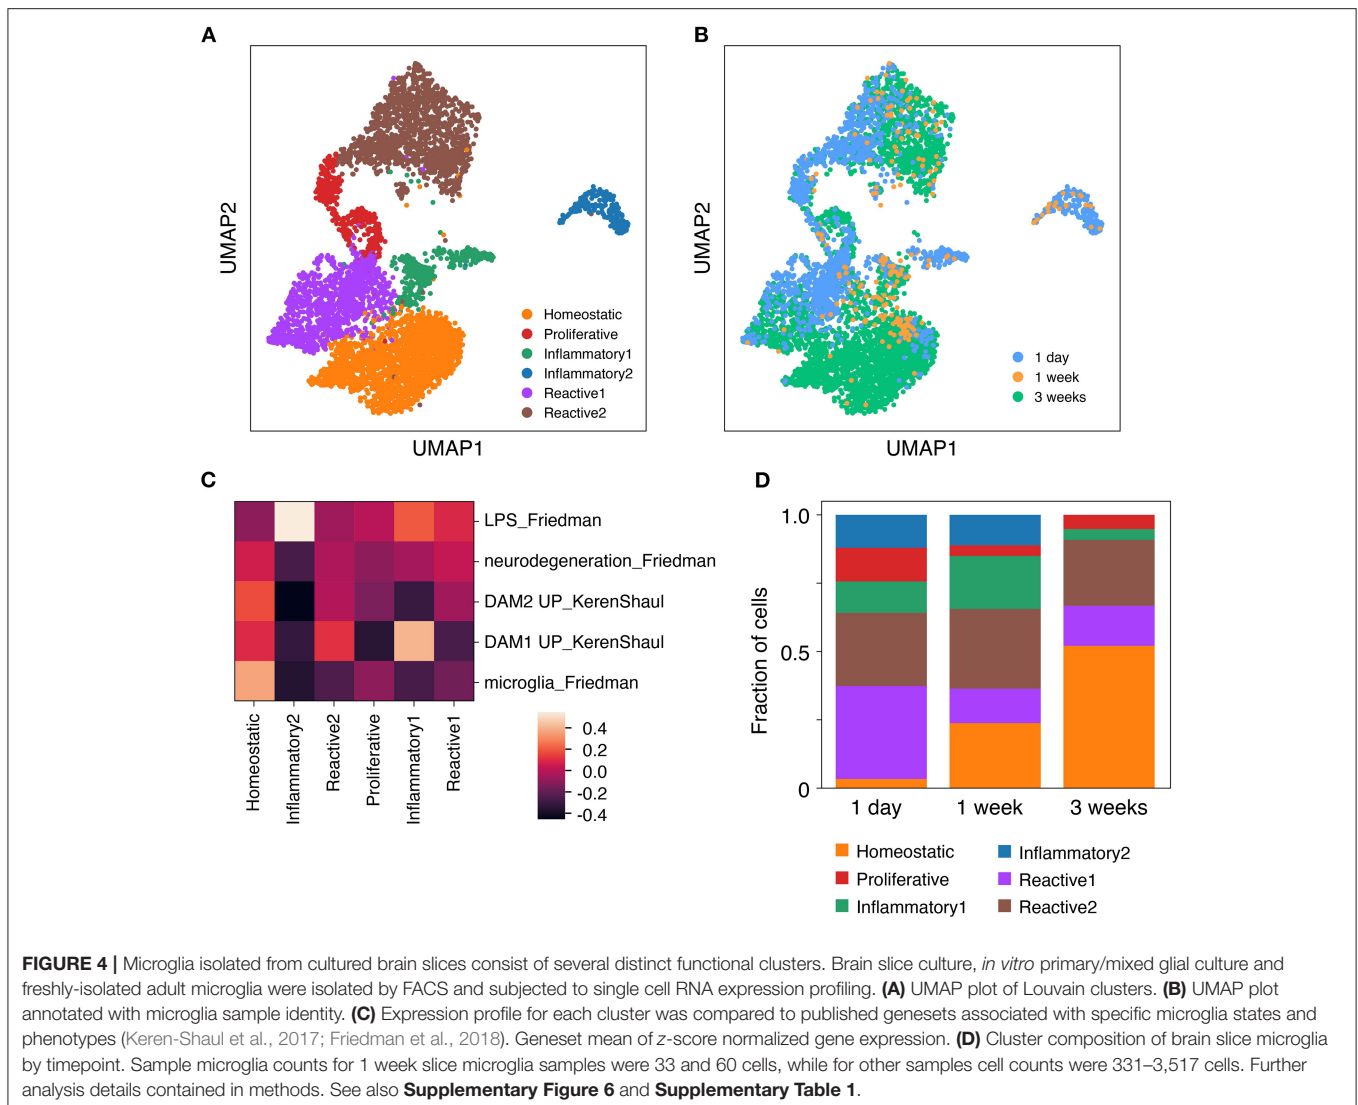 A
B
UMAP2
UMAP1
Homeostatic
Proliferative
Inflammatory1
Inflammatory2
Reactive1
Reactive2
UMAP2
UMAP1
1 day
1 week
3 weeks
C
LPS_Friedman
neurodegeneration_Friedman
DAM2 UP_KerenShaul
DAM1 UP_KerenShaul
microglia_Friedman
Homeostatic
Inflammatory2
Reactive2
Proliferative
Inflammatory1
Reactive1
0.4
0.2
0.0
-0.2
-0.4
D
Fraction of cells
1.0
0.5
0
1 day
1 week
3 weeks
Homeostatic
Proliferative
Inflammatory1
Inflammatory2
Reactive1
Reactive2
FIGURE 4 | Microglia isolated from cultured brain slices consist of several distinct functional clusters. Brain slice culture, in vitro primary/mixed glial culture and
freshly-isolated adult microglia were isolated by FACS and subjected to single cell RNA expression profiling. (A) UMAP plot of Louvain clusters. (B) UMAP plot
annotated with microglia sample identity. (C) Expression profile for each cluster was compared to published genesets associated with specific microglia states and
phenotypes (Keren-Shaul et al., 2017; Friedman et al., 2018). Geneset mean of z-score normalized gene expression. (D) Cluster composition of brain slice microglia
by timepoint. Sample microglia counts for 1 week slice microglia samples were 33 and 60 cells, while for other samples cell counts were 331–3,517 cells. Further
analysis details contained in methods. See also Supplementary Figure 6 and Supplementary Table 1.